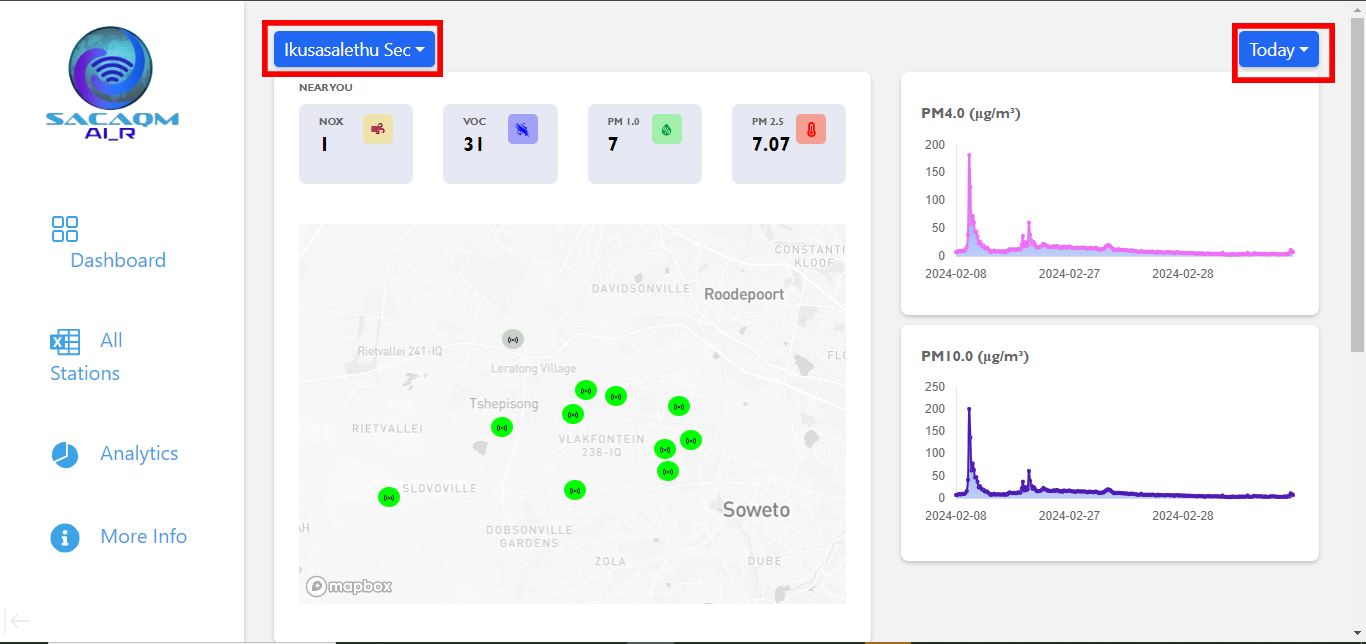 SACAQM
AI_R
Dashboard
All
Stations
Analytics
More Info
Ikusasalethu Sec
Today
NEARYOU
NOX
1
VOC
31
PM 1.0
7
PM 2.5
7.07
CONSTANTI
KLOOF
DAVIDSONVILLE
Roodepoort
Rietvallei 241-IQ
FLO
Leratong Village
Tshepisong
RIETVALLEI
VLAKFONTEIN
238-IQ
SLOVOVILLE
Soweto
AH
DOBSONVILLE
GARDENS
ZOLA
DUBE
mapbox
PM4.0 (µg/m³)
200
150
100
50
0
2024-02-08 2024-02-27 2024-02-28
PM10.0 (µg/m³)
250
200
150
100
50
0
2024-02-08 2024-02-27 2024-02-28